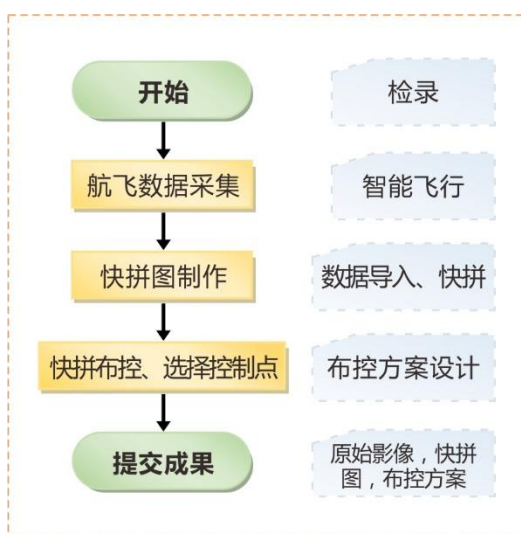 开始
检录
航飞数据采集
智能飞行
快拼图制作
数据导入、快拼
快拼布控、选择控制点
布控方案设计
提交成果
原始影像，快拼
图，布控方案